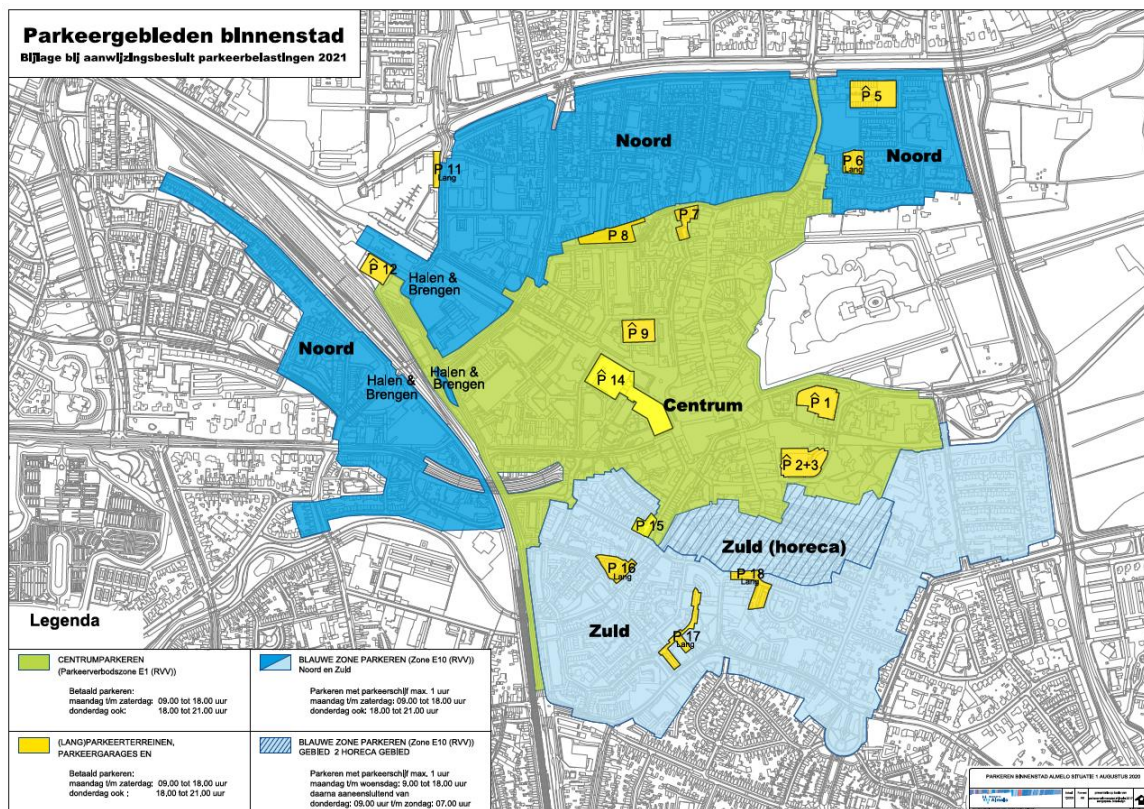 Parkeergebieden binnenstad
Bijlage bij aanwijzingsbesluit parkeerbelastingen 2021
P 5
Noord
P 6
Lang
Noord
P 11
Lang
P 7
P 8
P 12
Halen &
Brengen
P 9
Noord
Halen &
Brengen
Halen &
Brengen
P 14
Centrum
P 1
P 2+3
P 15
Zuid (horeca)
P 16
Lang
P 18
Lang
Zuid
P 17
Lang
Legenda
CENTRUMPARKEREN
(Parkeerverbodszone E1 (RVV))
Betaald parkeren:
maandag t/m zaterdag: 09.00 tot 18.00 uur
donderdag ook: 18.00 tot 21.00 uur
BLAUWE ZONE PARKEREN (Zone E10 (RVV))
Noord en Zuid
Parkeren met parkeerschijf max. 1 uur
maandag t/m zaterdag: 09.00 tot 18.00 uur
donderdag ook: 18.00 tot 21.00 uur
(LANG)PARKEERTERREINEN,
PARKEERGARAGES EN
Betaald parkeren:
maandag t/m zaterdag: 09.00 tot 18.00 uur
donderdag ook : 18,00 tot 21.00 uur
BLAUWE ZONE PARKEREN (Zone E10 (RVV))
GEBIED 2 HORECA GEBIED
Parkeren met parkeerschijf max. 1 uur
maandag t/m woensdag: 9.00 tot 18.00 uur
daarna aaneensluitend van
donderdag: 09.00 uur t/m zondag: 07.00 uur
PARKEREN BINNENSTAD ALMELO SITUATIE 1 AUGUSTUS 2020
Almelo